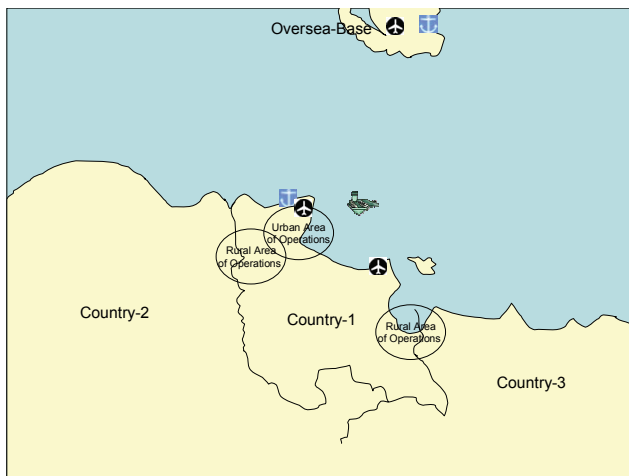 Oversea-Base
Urban Area
of Operations
Rural Area
of Operations
Country-2
Country-1
Rural Area
of Operations
Country-3